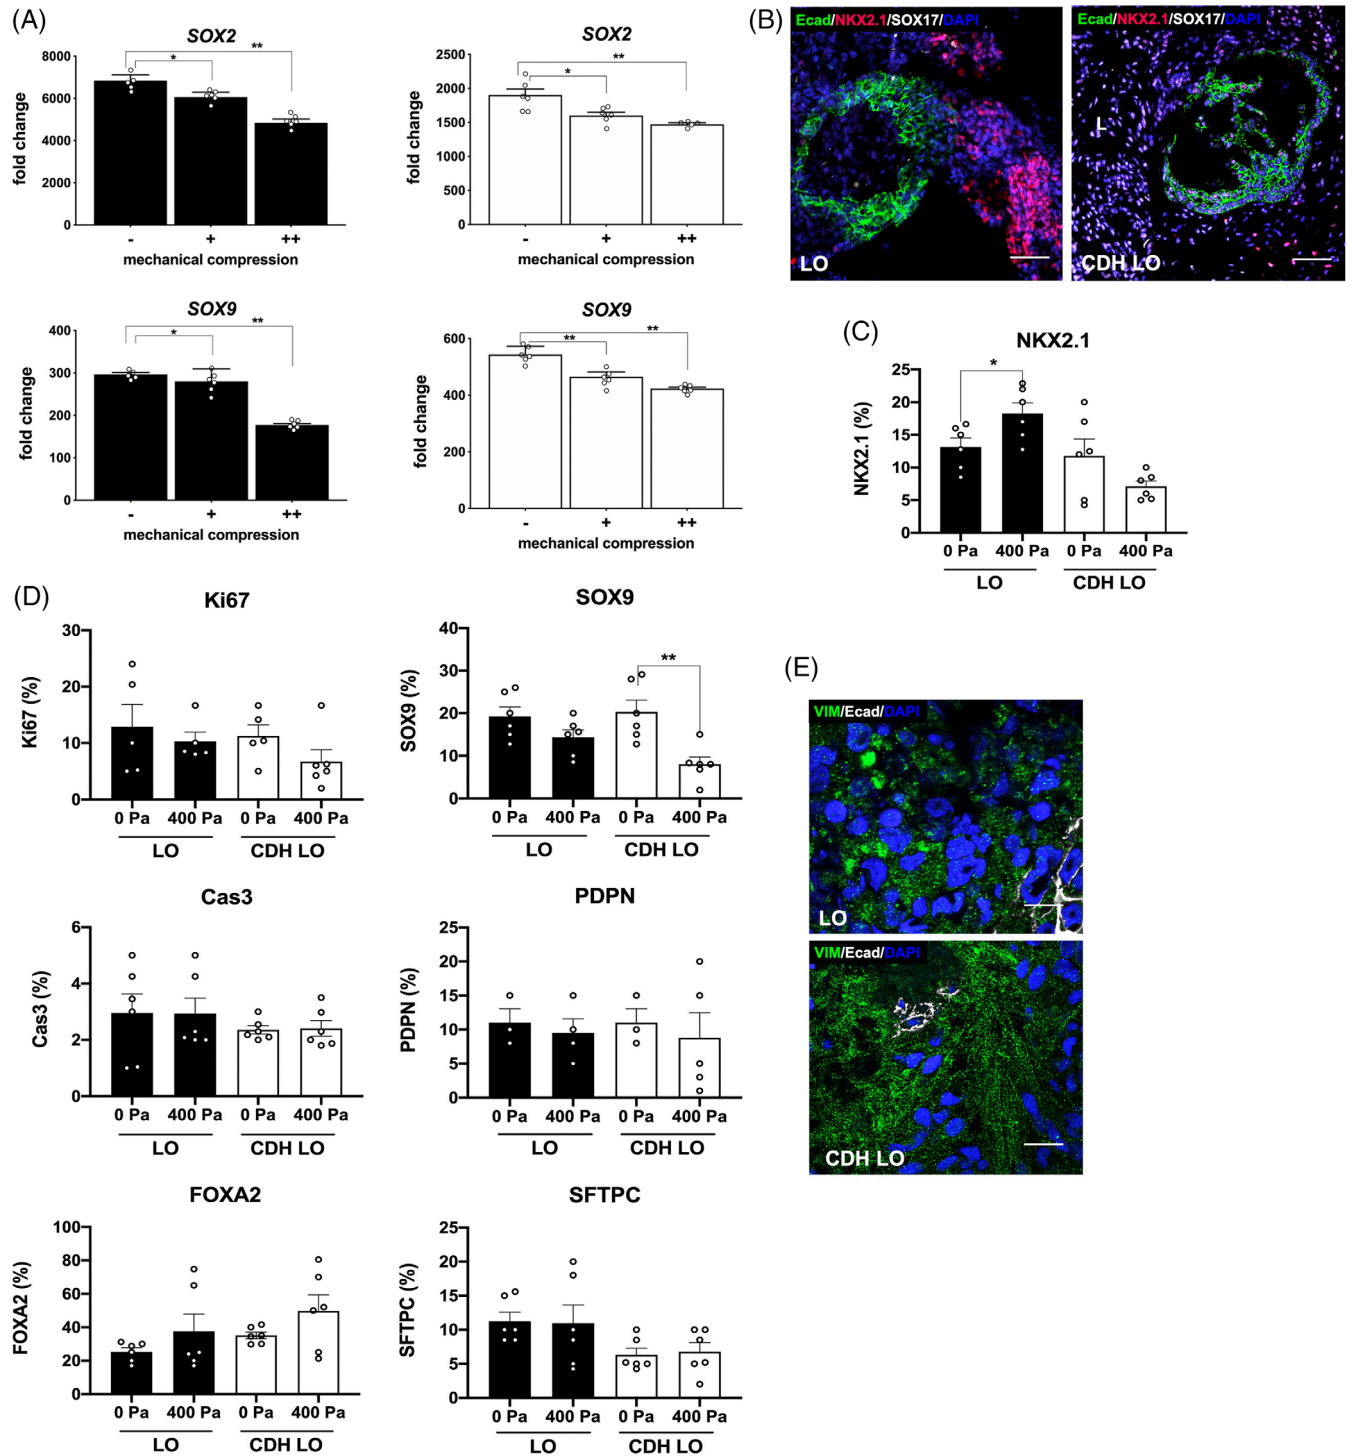 (A)
SOX2
fold change
8000
6000
4000
2000
0
* **
- + ++
mechanical compression
SOX2
fold change
2500
2000
1500
1000
500
0
* **
- + ++
mechanical compression
SOX9
fold change
400
300
200
100
0
* **
- + ++
mechanical compression
SOX9
fold change
600
400
200
0
** **
- + ++
mechanical compression
(B)
Ecad/NKX2.1/SOX17/DAPI
LO
Ecad/NKX2.1/SOX17/DAPI
L
CDH LO
(C)
NKX2.1
NKX2.1 (%)
25
20
15
10
5
0
*
0 Pa 400 Pa 0 Pa 400 Pa
LO CDH LO
(D)
Ki67
Ki67 (%)
30
20
10
0
0 Pa 400 Pa 0 Pa 400 Pa
LO CDH LO
SOX9
SOX9 (%)
40
30
20
10
0
**
0 Pa 400 Pa 0 Pa 400 Pa
LO CDH LO
Cas3
Cas3 (%)
6
4
2
0
0 Pa 400 Pa 0 Pa 400 Pa
LO CDH LO
PDPN
PDPN (%)
25
20
15
10
5
0
0 Pa 400 Pa 0 Pa 400 Pa
LO CDH LO
FOXA2
FOXA2 (%)
100
80
60
40
20
0
0 Pa 400 Pa 0 Pa 400 Pa
LO CDH LO
SFTPC
SFTPC (%)
25
20
15
10
5
0
0 Pa 400 Pa 0 Pa 400 Pa
LO CDH LO
(E)
VIM/Ecad/DAPI
LO
VIM/Ecad/DAPI
CDH LO